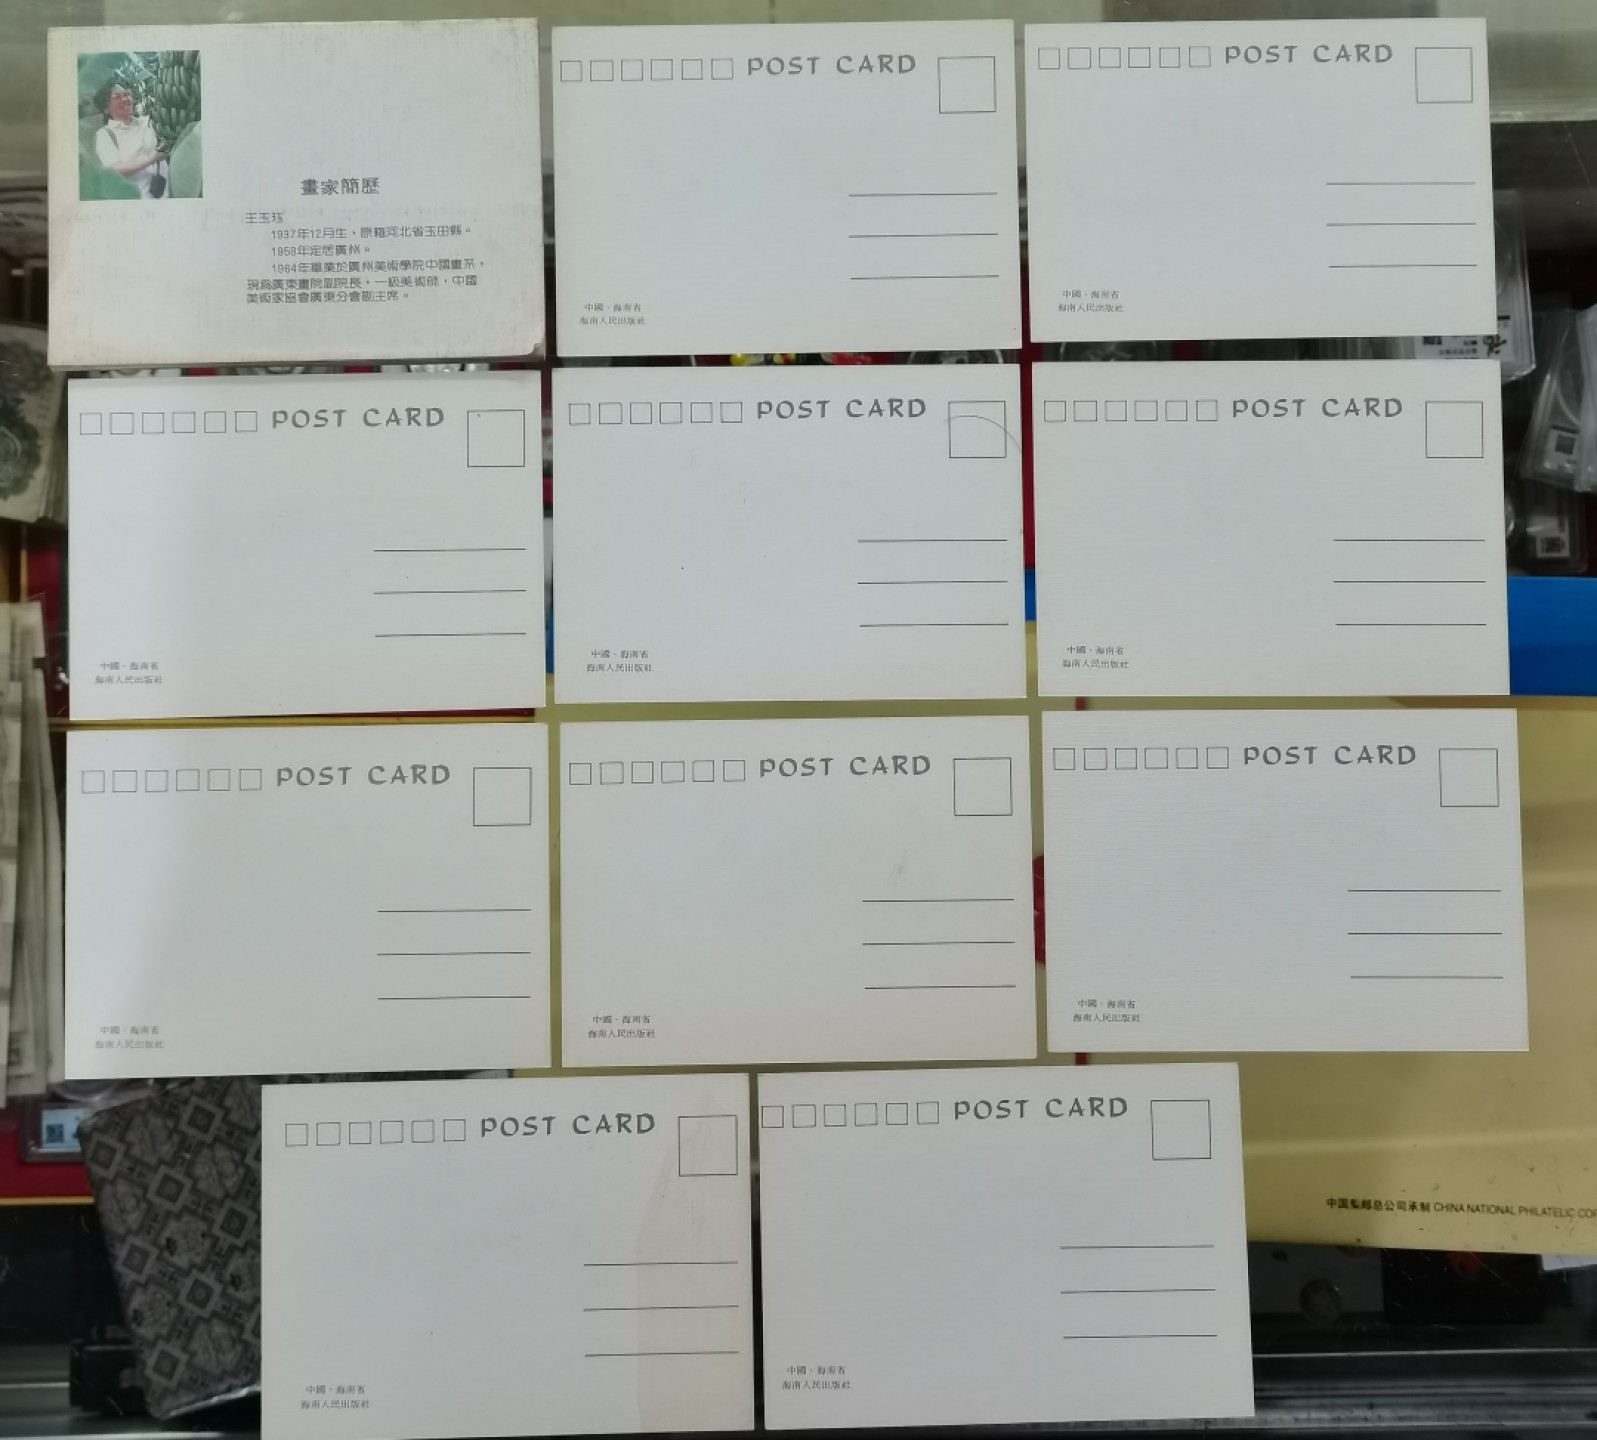 畫家簡歷
王玉珏
1937年12月生，原籍河北省玉田縣。
1958年定居廣州。
1964年畢業於廣州美術學院中國畫系，
現為廣東畫院副院長，一級美術師，中國
美術家協會廣東分會副主席。
POST CARD
中國·海南省
海南人民出版社
POST CARD
中國·海南省
海南人民出版社
POST CARD
中國·海南省
海南人民出版社
POST CARD
中國·海南省
海南人民出版社
POST CARD
中國·海南省
海南人民出版社
POST CARD
中國·海南省
海南人民出版社
POST CARD
中國·海南省
海南人民出版社
POST CARD
中國·海南省
海南人民出版社
POST CARD
中國·海南省
海南人民出版社
POST CARD
中國·海南省
海南人民出版社
中国集邮总公司承制 CHINA NATIONAL PHILATELIC COR